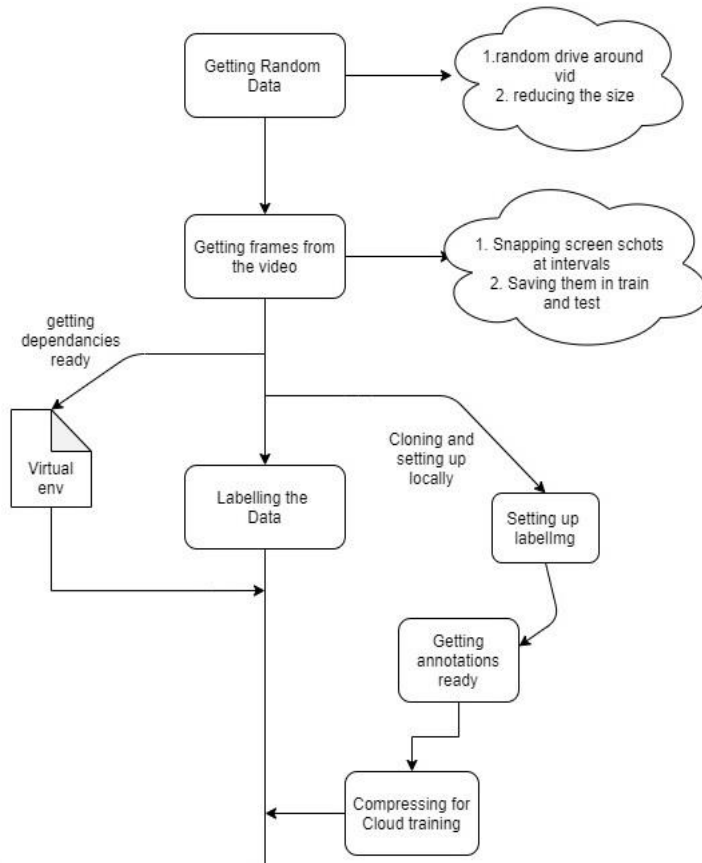 Getting Random
Data
1.random drive around
vid
2. reducing the size
Getting frames from
the video
1. Snapping screen schots
at intervals
2. Saving them in train
and test
getting
dependancies
ready
Virtual
env
Labelling the
Data
Cloning and
setting up
locally
Setting up
labelImg
Getting
annotations
ready
Compressing for
Cloud training